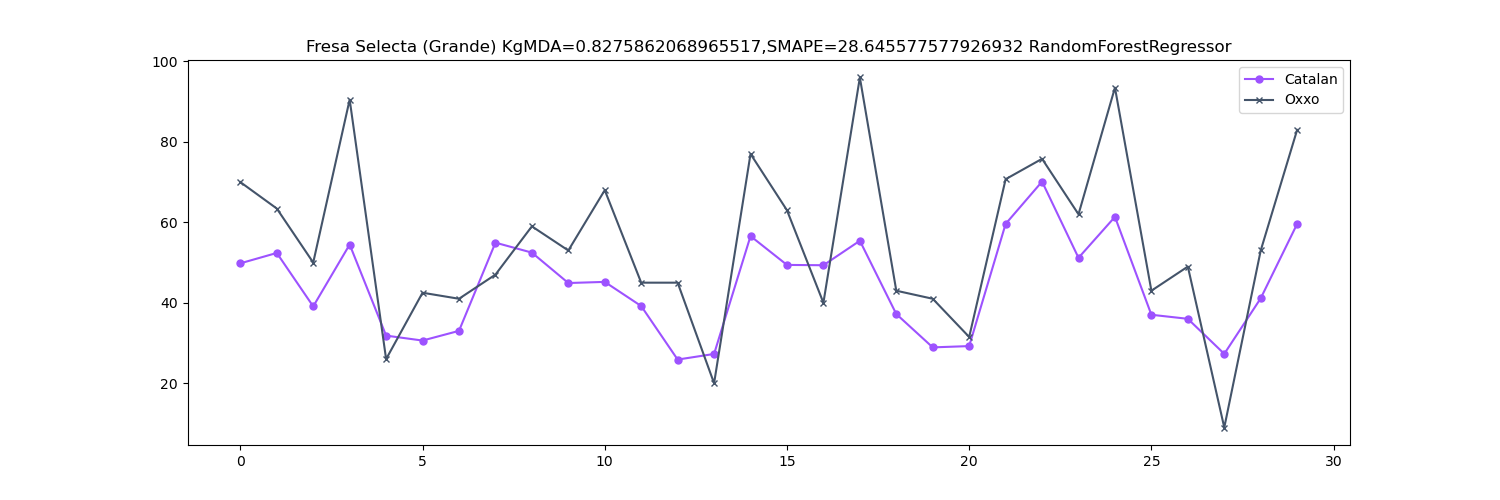 Fresa Selecta (Grande) KgMDA=0.8275862068965517,SMAPE=28.645577577926932 RandomForestRegressor
100
80
60
40
20
0 5 10 15 20 25 30
Catalan
Oxxo